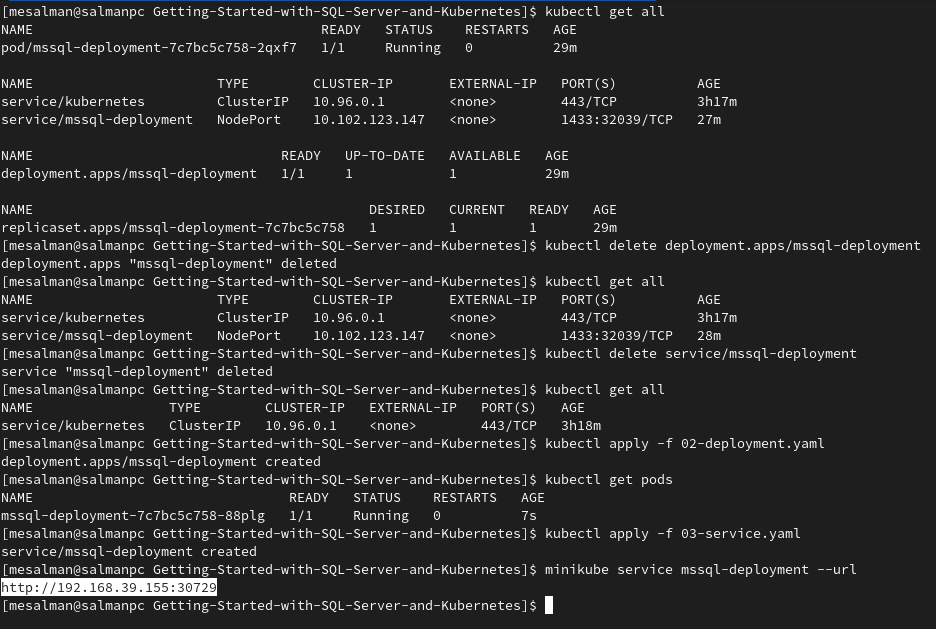 [mesalman@salmanpc Getting-Started-with-SQL-Server-and-Kubernetes]$ kubectl get all
NAME                                    READY   STATUS    RESTARTS   AGE
pod/mssql-deployment-7c7bc5c758-2qxf7   1/1     Running   0          29m

NAME                       TYPE        CLUSTER-IP       EXTERNAL-IP   PORT(S)          AGE
service/kubernetes         ClusterIP   10.96.0.1        <none>        443/TCP          3h17m
service/mssql-deployment   NodePort    10.102.123.147   <none>        1433:32039/TCP   27m

NAME                               READY   UP-TO-DATE   AVAILABLE   AGE
deployment.apps/mssql-deployment   1/1     1            1           29m

NAME                                          DESIRED   CURRENT   READY   AGE
replicaset.apps/mssql-deployment-7c7bc5c758   1         1         1       29m
[mesalman@salmanpc Getting-Started-with-SQL-Server-and-Kubernetes]$ kubectl delete deployment.apps/mssql-deployment
deployment.apps "mssql-deployment" deleted
[mesalman@salmanpc Getting-Started-with-SQL-Server-and-Kubernetes]$ kubectl get all
NAME                       TYPE        CLUSTER-IP       EXTERNAL-IP   PORT(S)          AGE
service/kubernetes         ClusterIP   10.96.0.1        <none>        443/TCP          3h17m
service/mssql-deployment   NodePort    10.102.123.147   <none>        1433:32039/TCP   28m
[mesalman@salmanpc Getting-Started-with-SQL-Server-and-Kubernetes]$ kubectl delete service/mssql-deployment
service "mssql-deployment" deleted
[mesalman@salmanpc Getting-Started-with-SQL-Server-and-Kubernetes]$ kubectl get all
NAME                 TYPE        CLUSTER-IP   EXTERNAL-IP   PORT(S)   AGE
service/kubernetes   ClusterIP   10.96.0.1    <none>        443/TCP   3h18m
[mesalman@salmanpc Getting-Started-with-SQL-Server-and-Kubernetes]$ kubectl apply -f 02-deployment.yaml
deployment.apps/mssql-deployment created
[mesalman@salmanpc Getting-Started-with-SQL-Server-and-Kubernetes]$ kubectl get pods
NAME                                READY   STATUS    RESTARTS   AGE
mssql-deployment-7c7bc5c758-88plg   1/1     Running   0          7s
[mesalman@salmanpc Getting-Started-with-SQL-Server-and-Kubernetes]$ kubectl apply -f 03-service.yaml
service/mssql-deployment created
[mesalman@salmanpc Getting-Started-with-SQL-Server-and-Kubernetes]$ minikube service mssql-deployment --url
http://192.168.39.155:30729
[mesalman@salmanpc Getting-Started-with-SQL-Server-and-Kubernetes]$